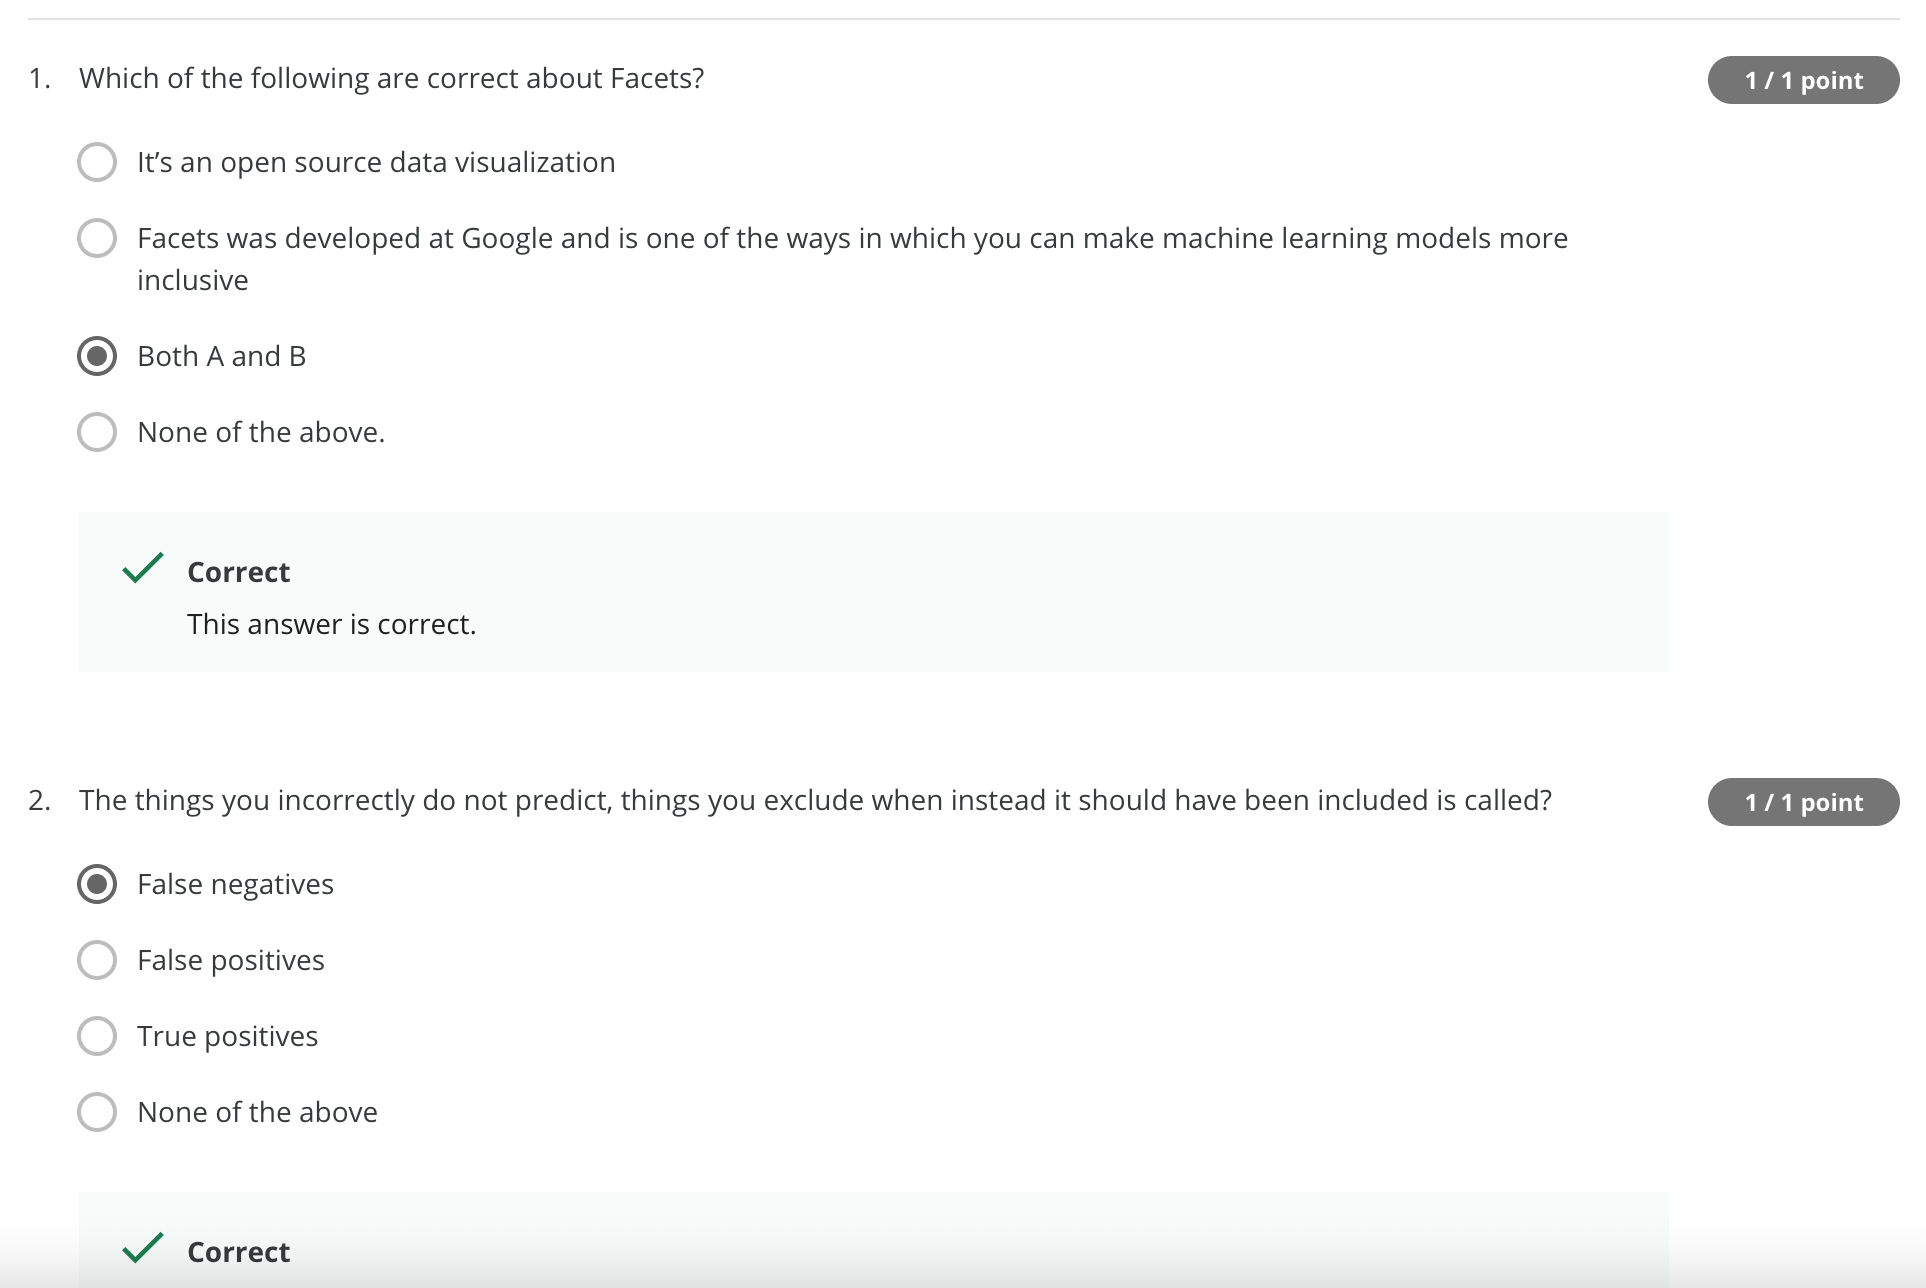 1. Which of the following are correct about Facets?
1 / 1 point
It’s an open source data visualization
Facets was developed at Google and is one of the ways in which you can make machine learning models more
inclusive
Both A and B
None of the above.
Correct
This answer is correct.
2. The things you incorrectly do not predict, things you exclude when instead it should have been included is called?
1 / 1 point
False negatives
False positives
True positives
None of the above
Correct